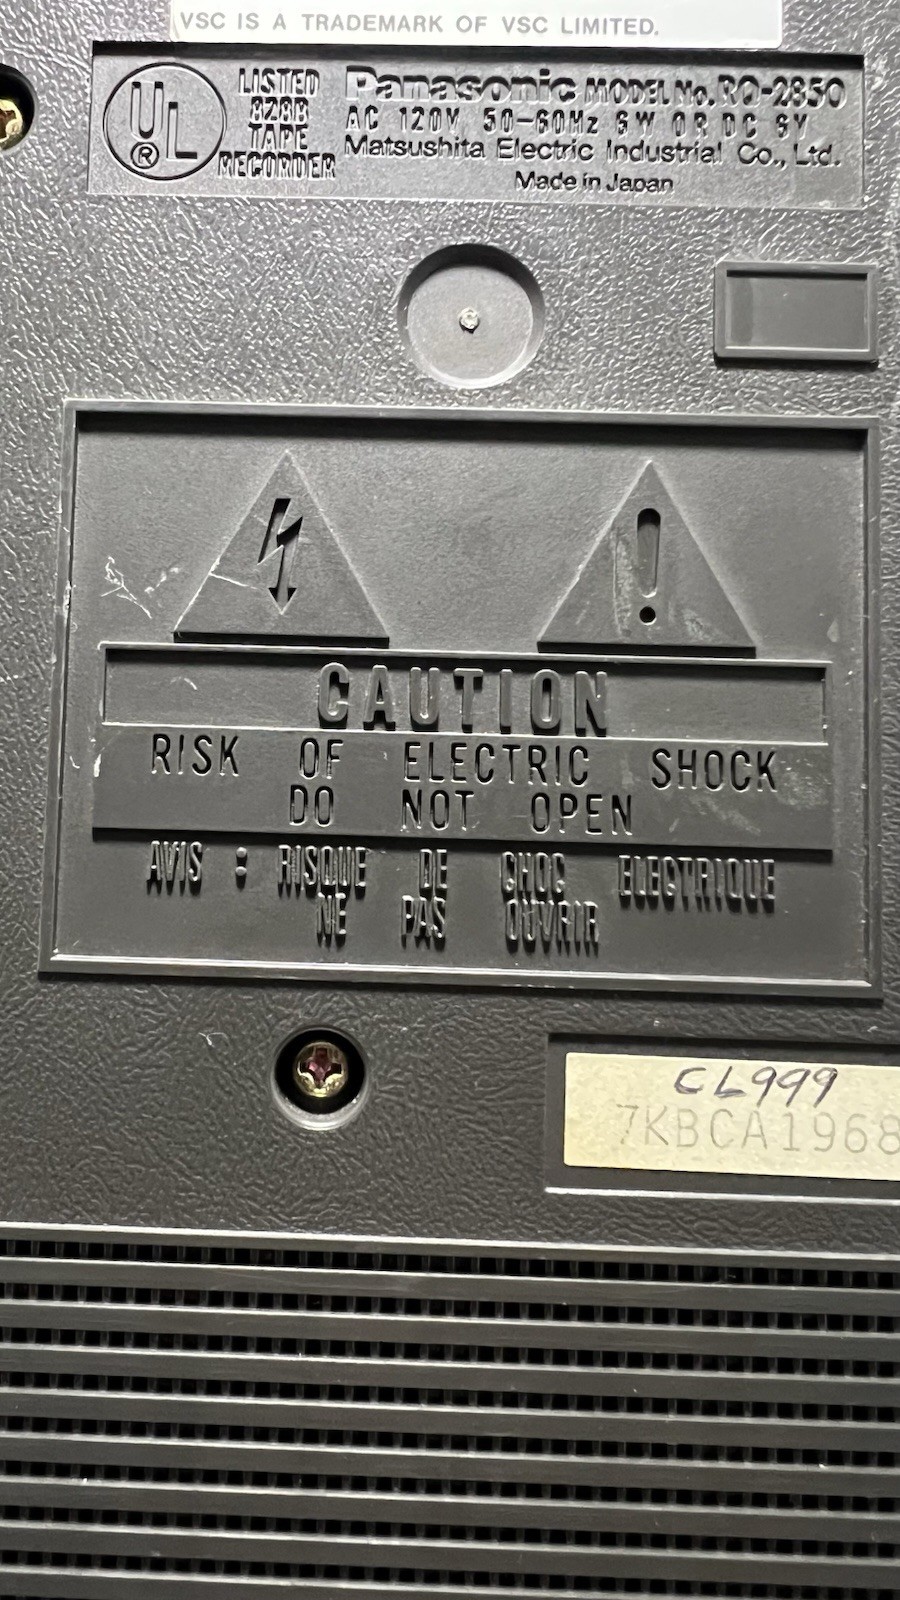 VSC IS A TRADEMARK OF VSC LIMITED.
UL ®
LISTED
828B
TAPE
RECORDER
Panasonic MODEL No. RQ-2850
AC 120V 50-60Hz 6W OR DC 6V
Matsushita Electric Industrial Co., Ltd.
Made in Japan
CAUTION
RISK OF ELECTRIC SHOCK
DO NOT OPEN
AVIS : RISQUE DE CHOC ELECTRIQUE
NE PAS OUVRIR
CL999
7KBCA1968